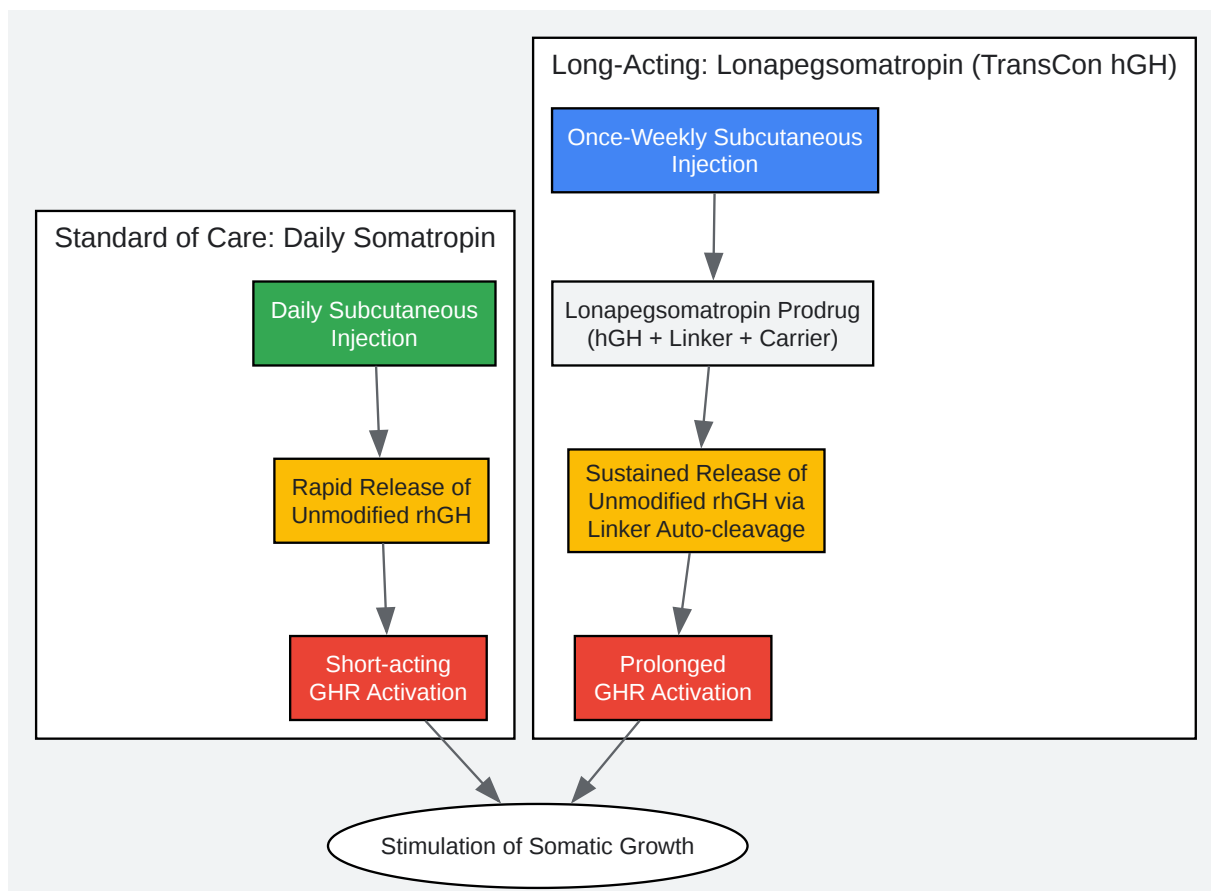 Standard of Care: Daily Somatropin
Daily Subcutaneous
Injection
Rapid Release of
Unmodified rhGH
Short-acting
GHR Activation
Long-Acting: Lonapegsomatropin (TransCon hGH)
Once-Weekly Subcutaneous
Injection
Lonapegsomatropin Prodrug
(hGH + Linker + Carrier)
Sustained Release of
Unmodified rhGH via
Linker Auto-cleavage
Prolonged
GHR Activation
Stimulation of Somatic Growth